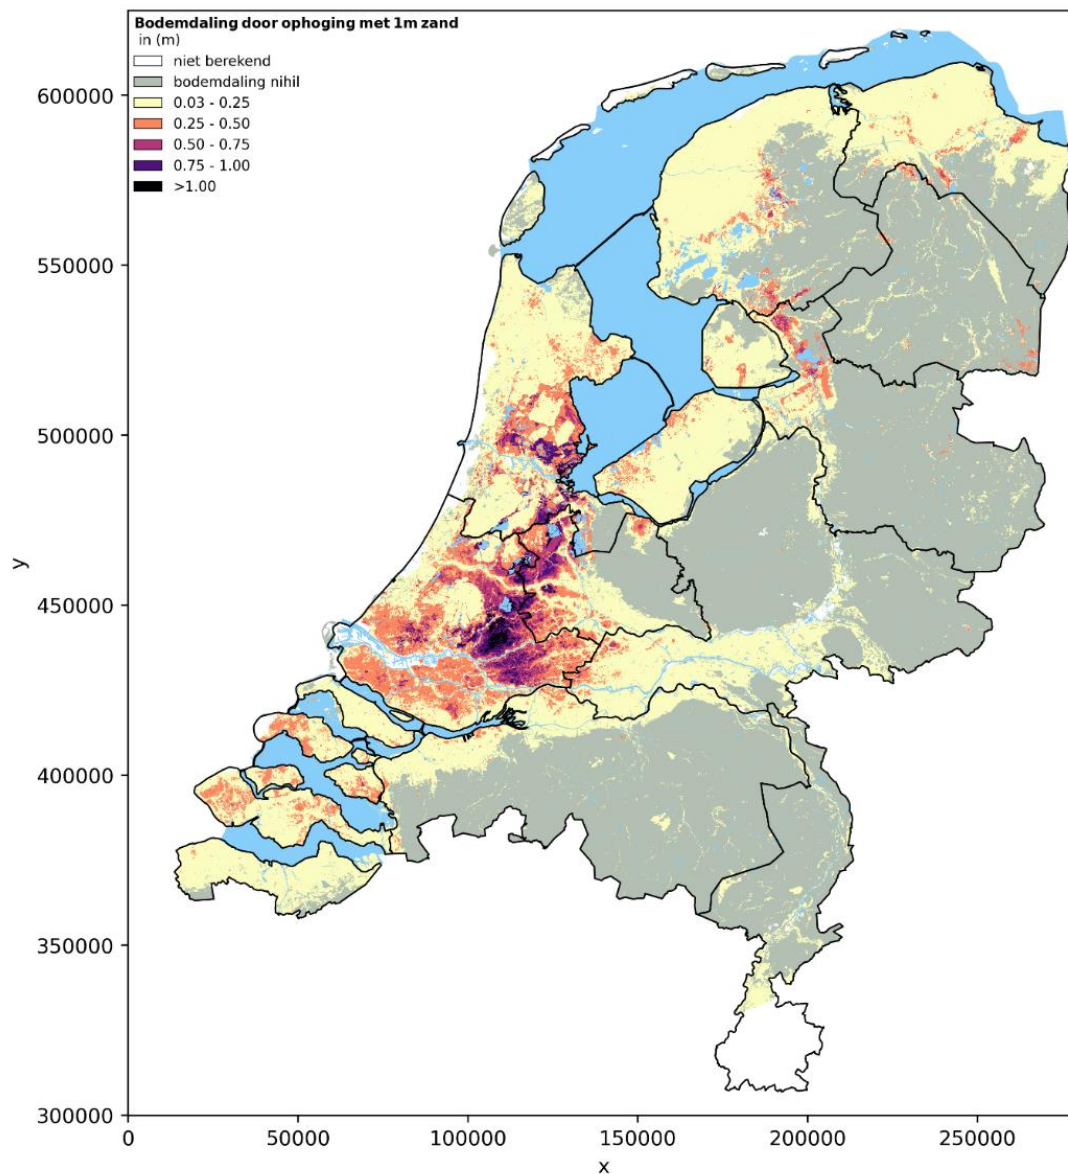 Bodemdaling door ophoging met 1m zand
in (m)
niet berekend
bodemdaling nihil
0.03 - 0.25
0.25 - 0.50
0.50 - 0.75
0.75 - 1.00
>1.00
600000
550000
500000
y
450000
400000
350000
300000
0 50000 100000 150000 200000 250000
x